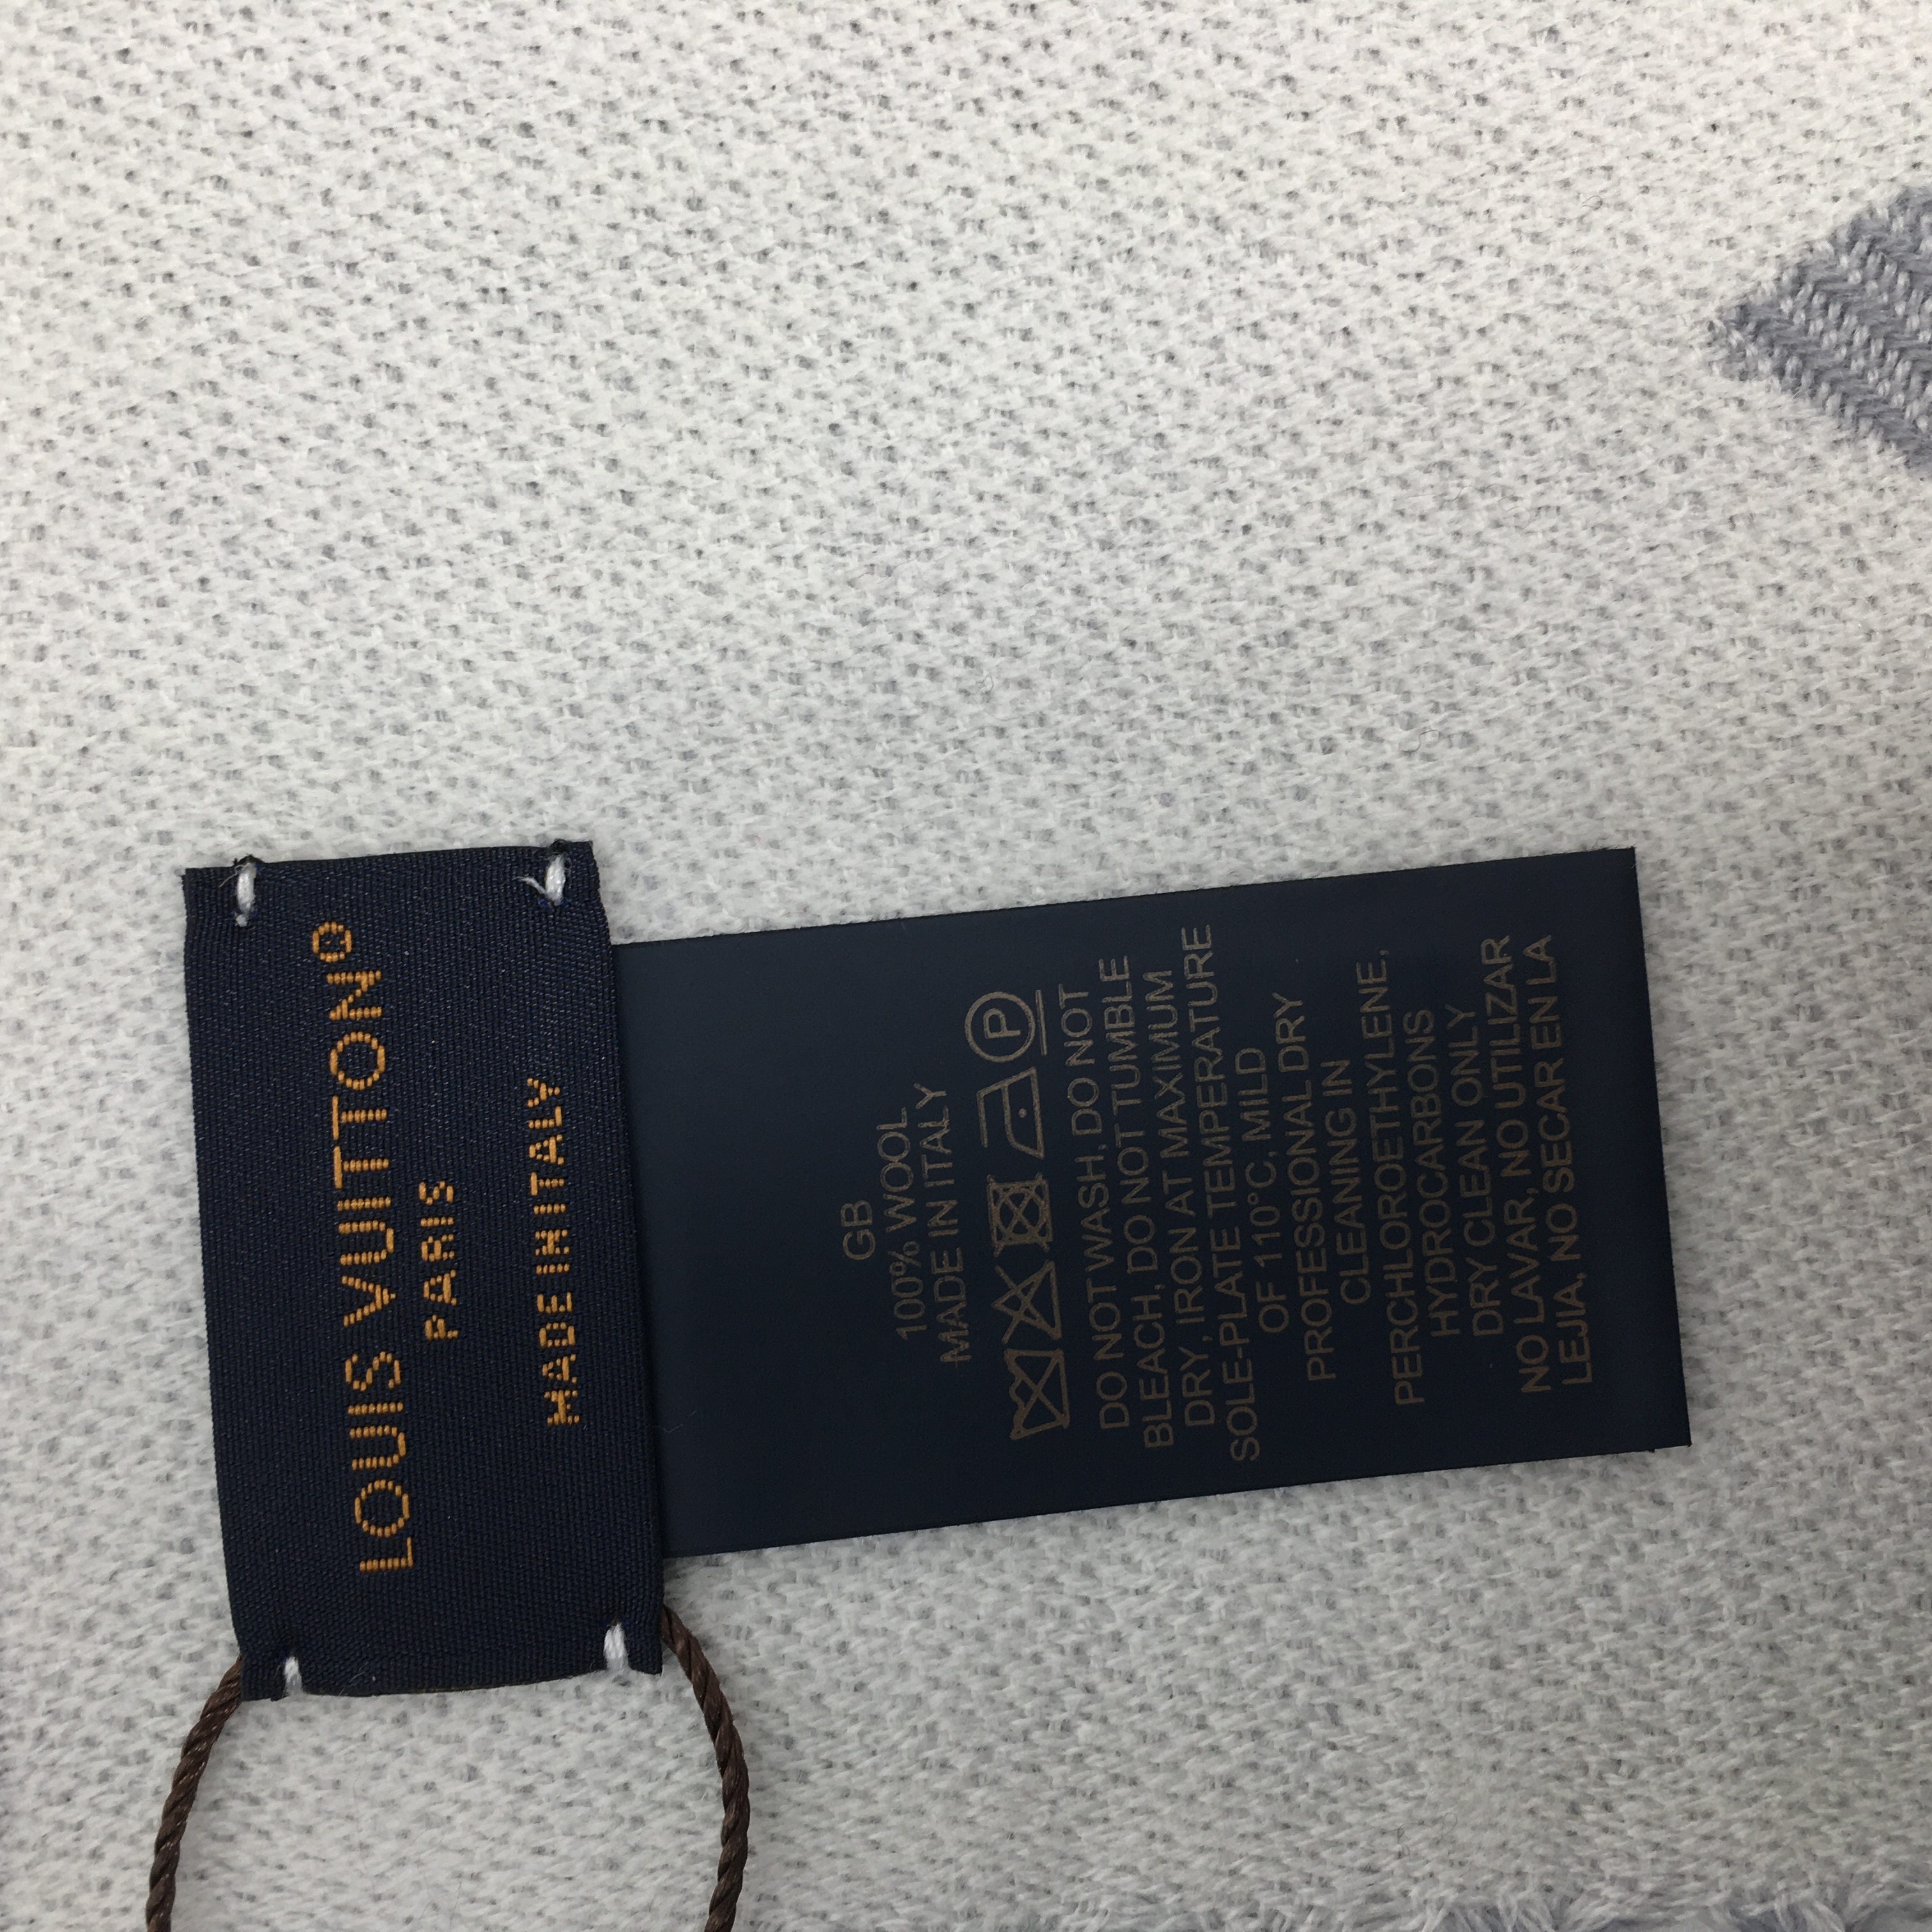 LOUIS VUITTON®
PARIS
MADE IN ITALY
GB
100% WOOL
MADE IN ITALY
P
DO NOT WASH, DO NOT
BLEACH, DO NOT TUMBLE
DRY, IRON AT MAXIMUM
SOLE-PLATE TEMPERATURE
OF 110°C, MILD
PROFESSIONAL DRY
CLEANING IN
PERCHLOROETHYLENE,
HYDROCARBONS
DRY CLEAN ONLY
NO LAVAR, NO UTILIZAR
LEJIA, NO SECAR EN LA